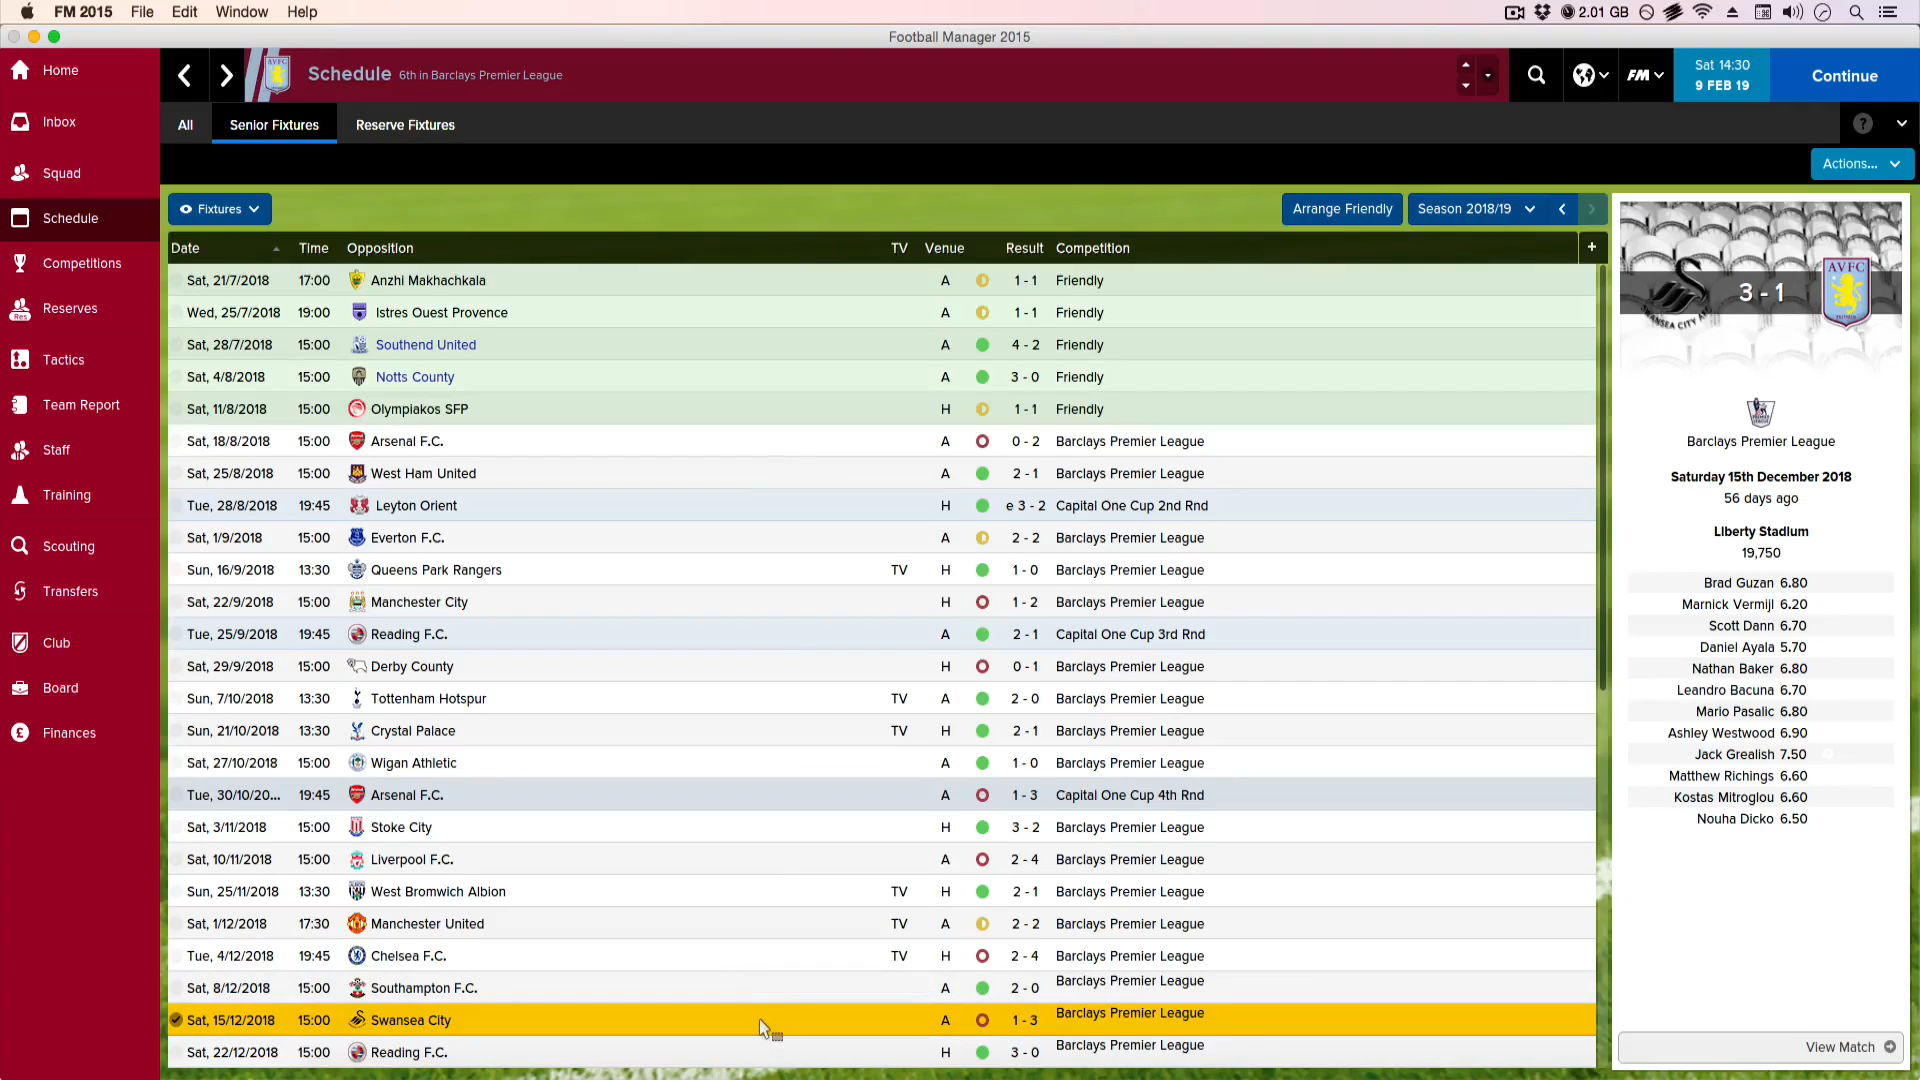 FM 2015 File Edit Window Help 2.01 GB
Football Manager 2015
Home
Inbox
Squad
Schedule
Competitions
Reserves
Tactics
Team Report
Staff
Training
Scouting
Transfers
Club
Board
Finances
Schedule 6th in Barclays Premier League
FM
Sat 14:30
9 FEB 19
Continue
All Senior Fixtures Reserve Fixtures
?
Actions...
Fixtures Arrange Friendly Season 2018/19
Date Time Opposition TV Venue Result Competition +
Sat, 21/7/2018 17:00 Anzhi Makhachkala A 1 - 1 Friendly
Wed, 25/7/2018 19:00 Istres Ouest Provence A 1 - 1 Friendly
Sat, 28/7/2018 15:00 Southend United A 4 - 2 Friendly
Sat, 4/8/2018 15:00 Notts County A 3 - 0 Friendly
Sat, 11/8/2018 15:00 Olympiakos SFP H 1 - 1 Friendly
Sat, 18/8/2018 15:00 Arsenal F.C. A 0 - 2 Barclays Premier League
Sat, 25/8/2018 15:00 West Ham United A 2 - 1 Barclays Premier League
Tue, 28/8/2018 19:45 Leyton Orient H e 3 - 2 Capital One Cup 2nd Rnd
Sat, 1/9/2018 15:00 Everton F.C. A 2 - 2 Barclays Premier League
Sun, 16/9/2018 13:30 Queens Park Rangers TV H 1 - 0 Barclays Premier League
Sat, 22/9/2018 15:00 Manchester City H 1 - 2 Barclays Premier League
Tue, 25/9/2018 19:45 Reading F.C. A 2 - 1 Capital One Cup 3rd Rnd
Sat, 29/9/2018 15:00 Derby County H 0 - 1 Barclays Premier League
Sun, 7/10/2018 13:30 Tottenham Hotspur TV A 2 - 0 Barclays Premier League
Sun, 21/10/2018 13:30 Crystal Palace TV H 2 - 1 Barclays Premier League
Sat, 27/10/2018 15:00 Wigan Athletic A 1 - 0 Barclays Premier League
Tue, 30/10/20... 19:45 Arsenal F.C. A 1 - 3 Capital One Cup 4th Rnd
Sat, 3/11/2018 15:00 Stoke City H 3 - 2 Barclays Premier League
Sat, 10/11/2018 15:00 Liverpool F.C. A 2 - 4 Barclays Premier League
Sun, 25/11/2018 13:30 West Bromwich Albion TV H 2 - 1 Barclays Premier League
Sat, 1/12/2018 17:30 Manchester United TV A 2 - 2 Barclays Premier League
Tue, 4/12/2018 19:45 Chelsea F.C. TV H 2 - 4 Barclays Premier League
Sat, 8/12/2018 15:00 Southampton F.C. A 2 - 0 Barclays Premier League
Sat, 15/12/2018 15:00 Swansea City A 1 - 3 Barclays Premier League
Sat, 22/12/2018 15:00 Reading F.C. H 3 - 0 Barclays Premier League
AVFC
3 - 1
Barclays Premier League
Saturday 15th December 2018
56 days ago
Liberty Stadium
19,750
Brad Guzan 6.80
Marnick Vermijl 6.20
Scott Dann 6.70
Daniel Ayala 5.70
Nathan Baker 6.80
Leandro Bacuna 6.70
Mario Pasalic 6.80
Ashley Westwood 6.90
Jack Grealish 7.50
Matthew Richings 6.60
Kostas Mitroglou 6.60
Nouha Dicko 6.50
View Match